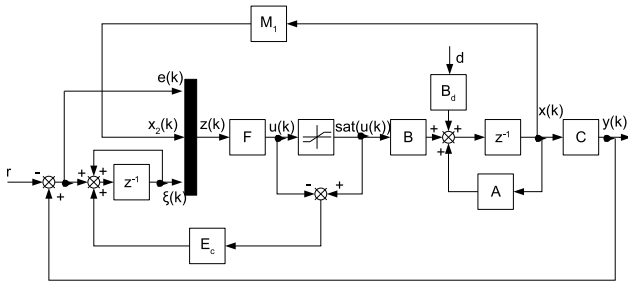 M1
d
e(k)
Bd
x(k)
y(k)
x2(k)
z(k)
F
u(k)
sat(u(k))
B
+
+
z-1
C
r
-
+
+
+
z-1
+
+
A
ξ(k)
-
+
+
Ec